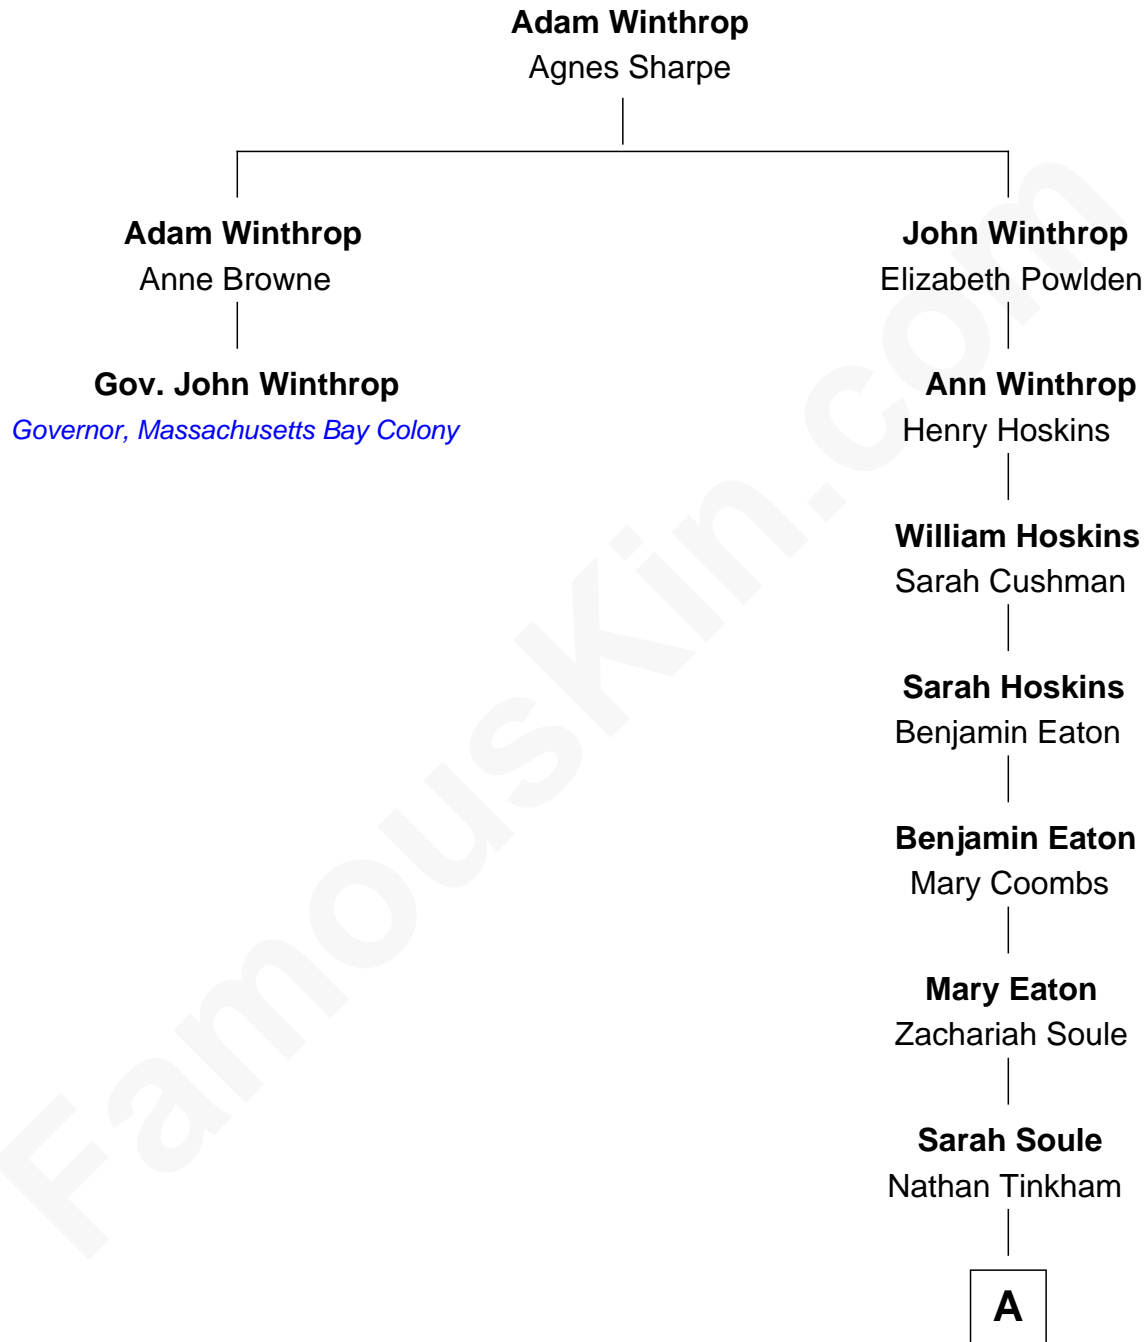 Adam Winthrop
Agnes Sharpe
Adam Winthrop
Anne Browne
John Winthrop
Elizabeth Powlden
Gov. John Winthrop
Governor, Massachusetts Bay Colony
Ann Winthrop
Henry Hoskins
William Hoskins
Sarah Cushman
Sarah Hoskins
Benjamin Eaton
Benjamin Eaton
Mary Coombs
Mary Eaton
Zachariah Soule
Sarah Soule
Nathan Tinkham
A
FamousKin.com